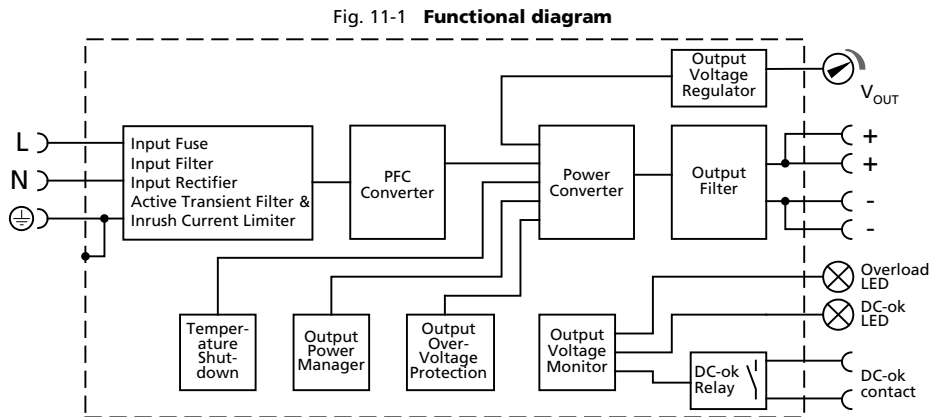 Fig. 11-1 Functional diagram
Output
Voltage
Regulator
V_OUT
L
N
Input Fuse
Input Filter
Input Rectifier
Active Transient Filter &
Inrush Current Limiter
PFC
Converter
Power
Converter
Output
Filter
+
+
-
-
Temper-
ature
Shut-
down
Output
Power
Manager
Output
Over-
Voltage
Protection
Output
Voltage
Monitor
Overload
LED
DC-ok
LED
DC-ok
Relay
DC-ok
contact